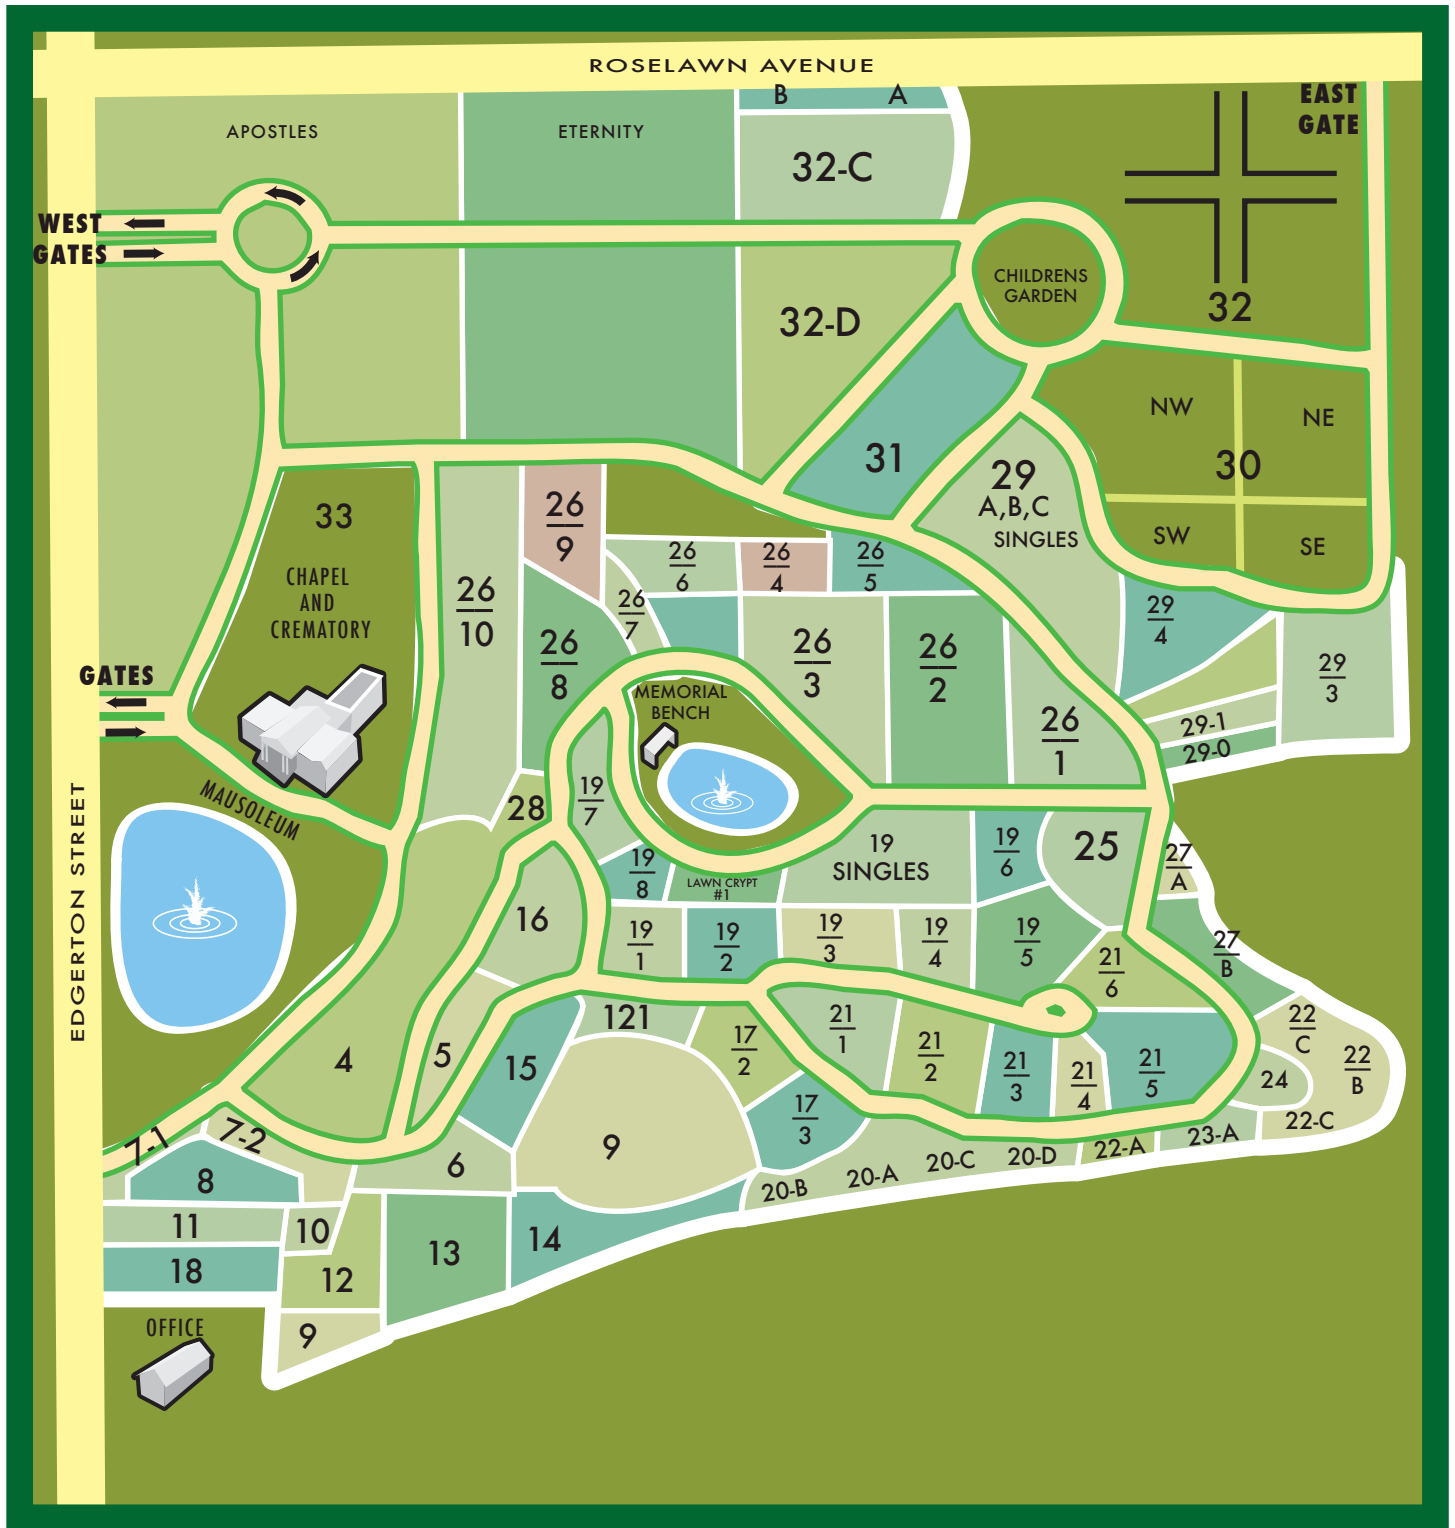 ROSELAWN AVENUE
B
A
EAST
GATE
APOSTLES
ETERNITY
32-C
WEST
GATES
CHILDRENS
GARDEN
32
32-D
NW
NE
31
30
29
A,B,C
SINGLES
SW
SE
33
CHAPEL
AND
CREMATORY
26
9
26
6
26
4
26
5
26
10
26
7
26
8
26
3
26
2
26
1
29
4
29
3
29-1
29-0
GATES
MEMORIAL
BENCH
MAUSOLEUM
EDGERTON STREET
28
19
7
19
8
LAWN CRYPT
#1
19
SINGLES
19
6
25
27
A
16
19
1
19
2
19
3
19
4
19
5
21
6
27
B
4
5
15
121
17
2
21
1
21
2
21
3
21
4
21
5
22
C
22
B
24
7-1
7-2
8
6
9
17
3
20-B
20-A
20-C
20-D
22-A
23-A
22-C
11
10
18
12
13
14
9
OFFICE